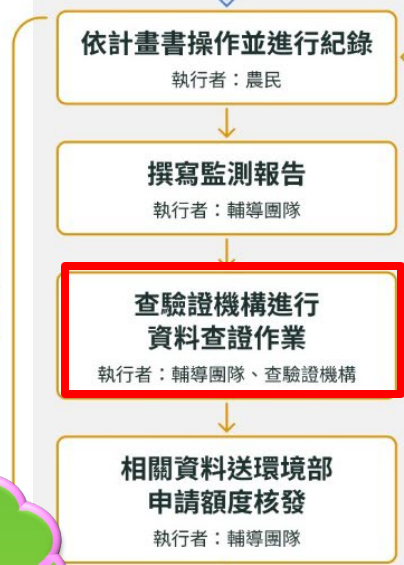 依計畫書操作並進行紀錄
執行者：農民
撰寫監測報告
執行者：輔導團隊
查驗證機構進行
資料查證作業
執行者：輔導團隊、查驗證機構
相關資料送環境部
申請額度核發
執行者：輔導團隊